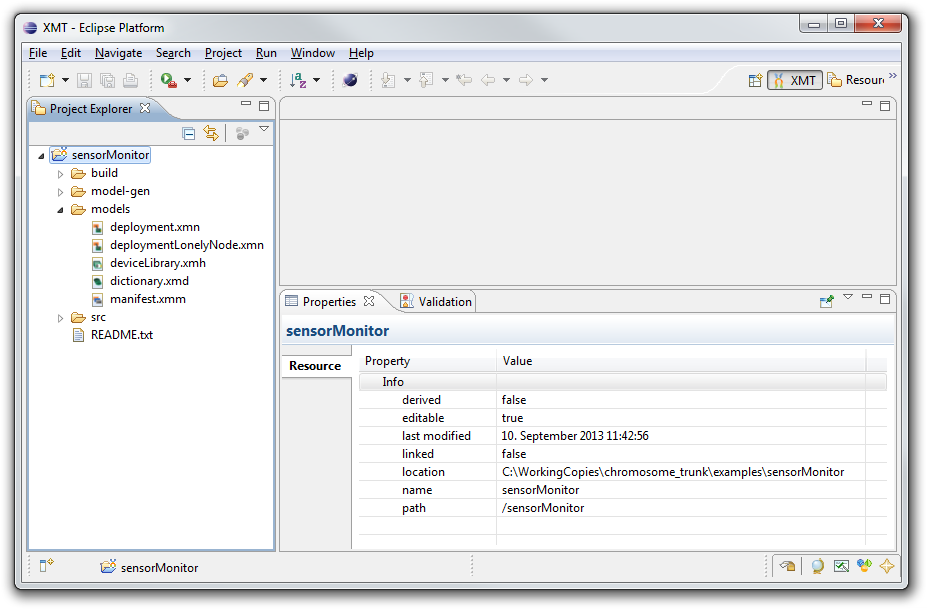 XMT - Eclipse Platform
File Edit Navigate Search Project Run Window Help
XMT Resour »
Project Explorer
sensorMonitor
build
model-gen
models
deployment.xmn
deploymentLonelyNode.xmn
deviceLibrary.xmh
dictionary.xmd
manifest.xmm
src
README.txt
Properties Validation
sensorMonitor
Resource
Property Value
Info
derived false
editable true
last modified 10. September 2013 11:42:56
linked false
location C:\WorkingCopies\chromosome_trunk\examples\sensorMonitor
name sensorMonitor
path /sensorMonitor
sensorMonitor